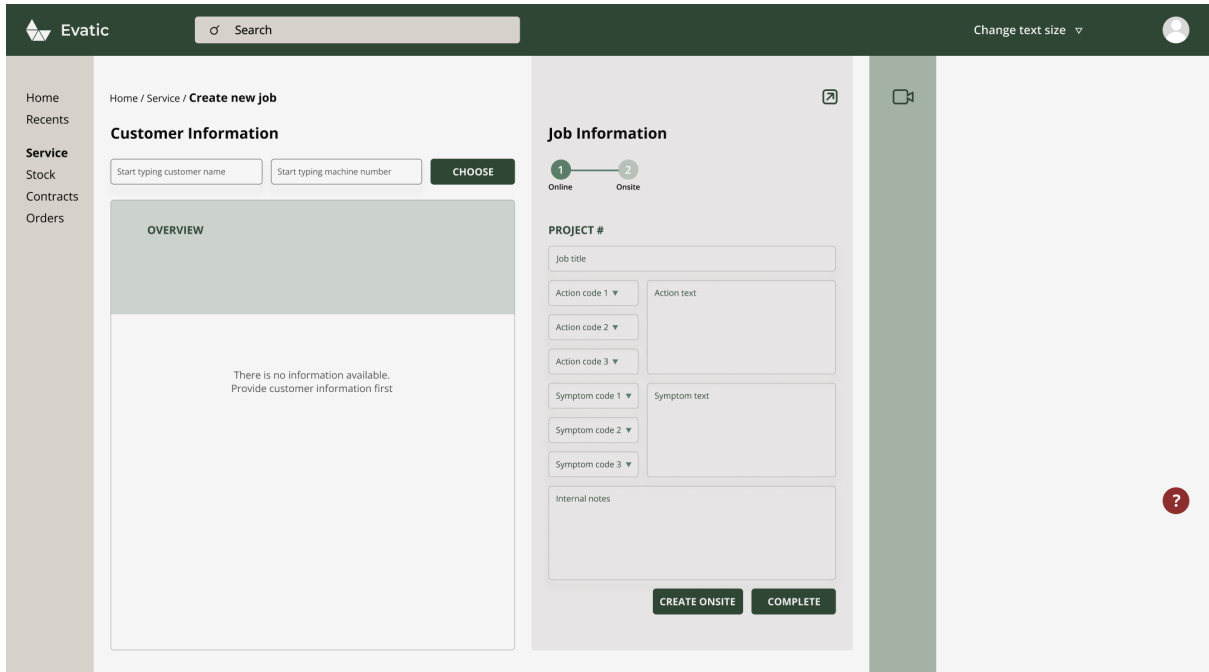 Evatic
Search
Change text size ▿
Home
Recents
Service
Stock
Contracts
Orders
Home / Service / Create new job
Customer Information
Start typing customer name
Start typing machine number
CHOOSE
OVERVIEW
There is no information available.
Provide customer information first
Job Information
1
2
Online
Onsite
PROJECT #
Job title
Action code 1 ▼
Action text
Action code 2 ▼
Action code 3 ▼
Symptom code 1 ▼
Symptom text
Symptom code 2 ▼
Symptom code 3 ▼
Internal notes
CREATE ONSITE
COMPLETE
?